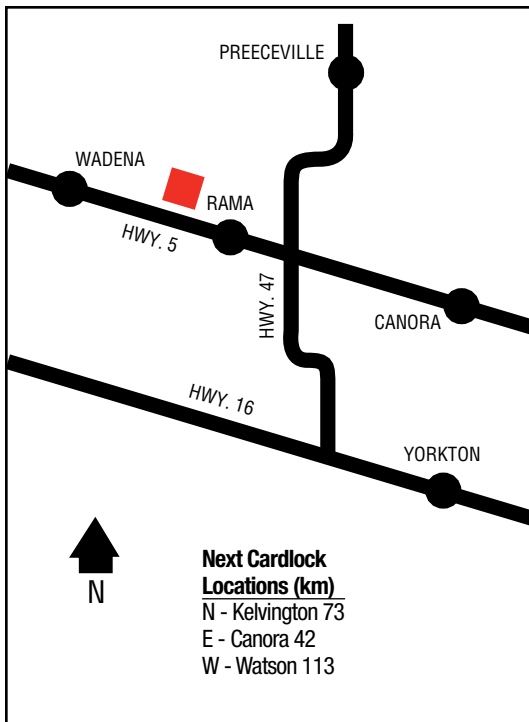 PREECEVILLE
WADENA
RAMA
HWY. 5
HWY. 47
CANORA
HWY. 16
YORKTON
N
Next Cardlock
Locations (km)
N - Kelvington 73
E - Canora 42
W - Watson 113